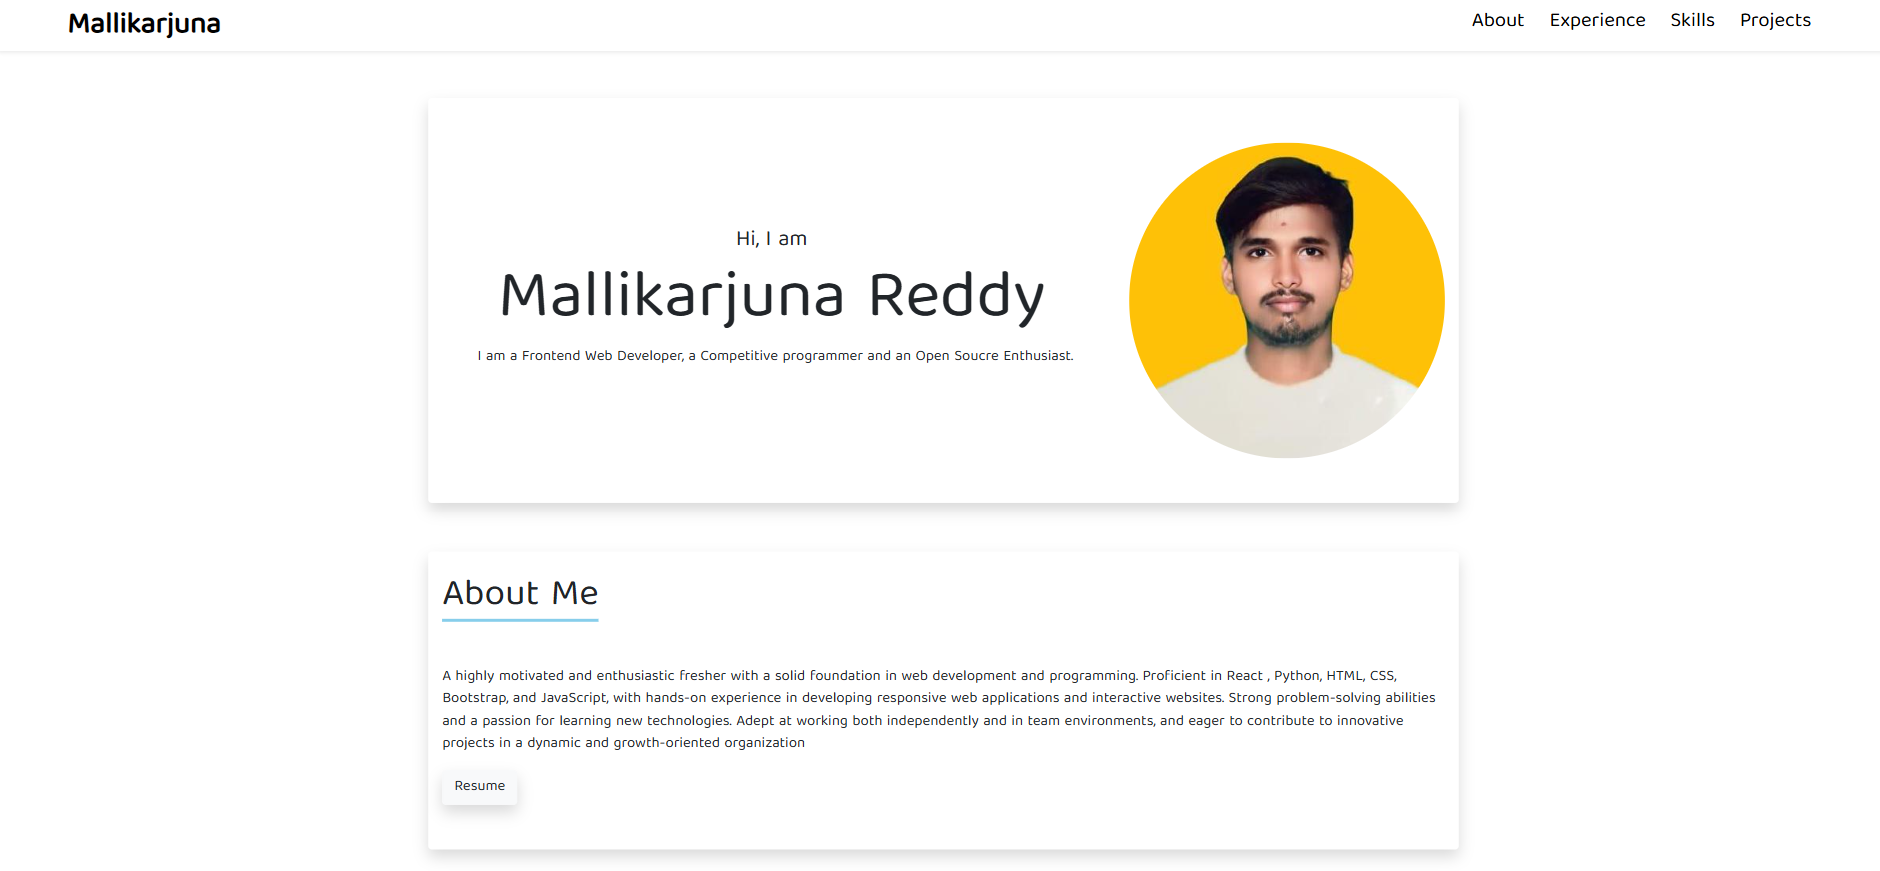 Mallikarjuna
About Experience Skills Projects
Hi, I am
Mallikarjuna Reddy
I am a Frontend Web Developer, a Competitive programmer and an Open Soucre Enthusiast.
About Me
A highly motivated and enthusiastic fresher with a solid foundation in web development and programming. Proficient in React , Python, HTML, CSS,
Bootstrap, and JavaScript, with hands-on experience in developing responsive web applications and interactive websites. Strong problem-solving abilities
and a passion for learning new technologies. Adept at working both independently and in team environments, and eager to contribute to innovative
projects in a dynamic and growth-oriented organization
Resume